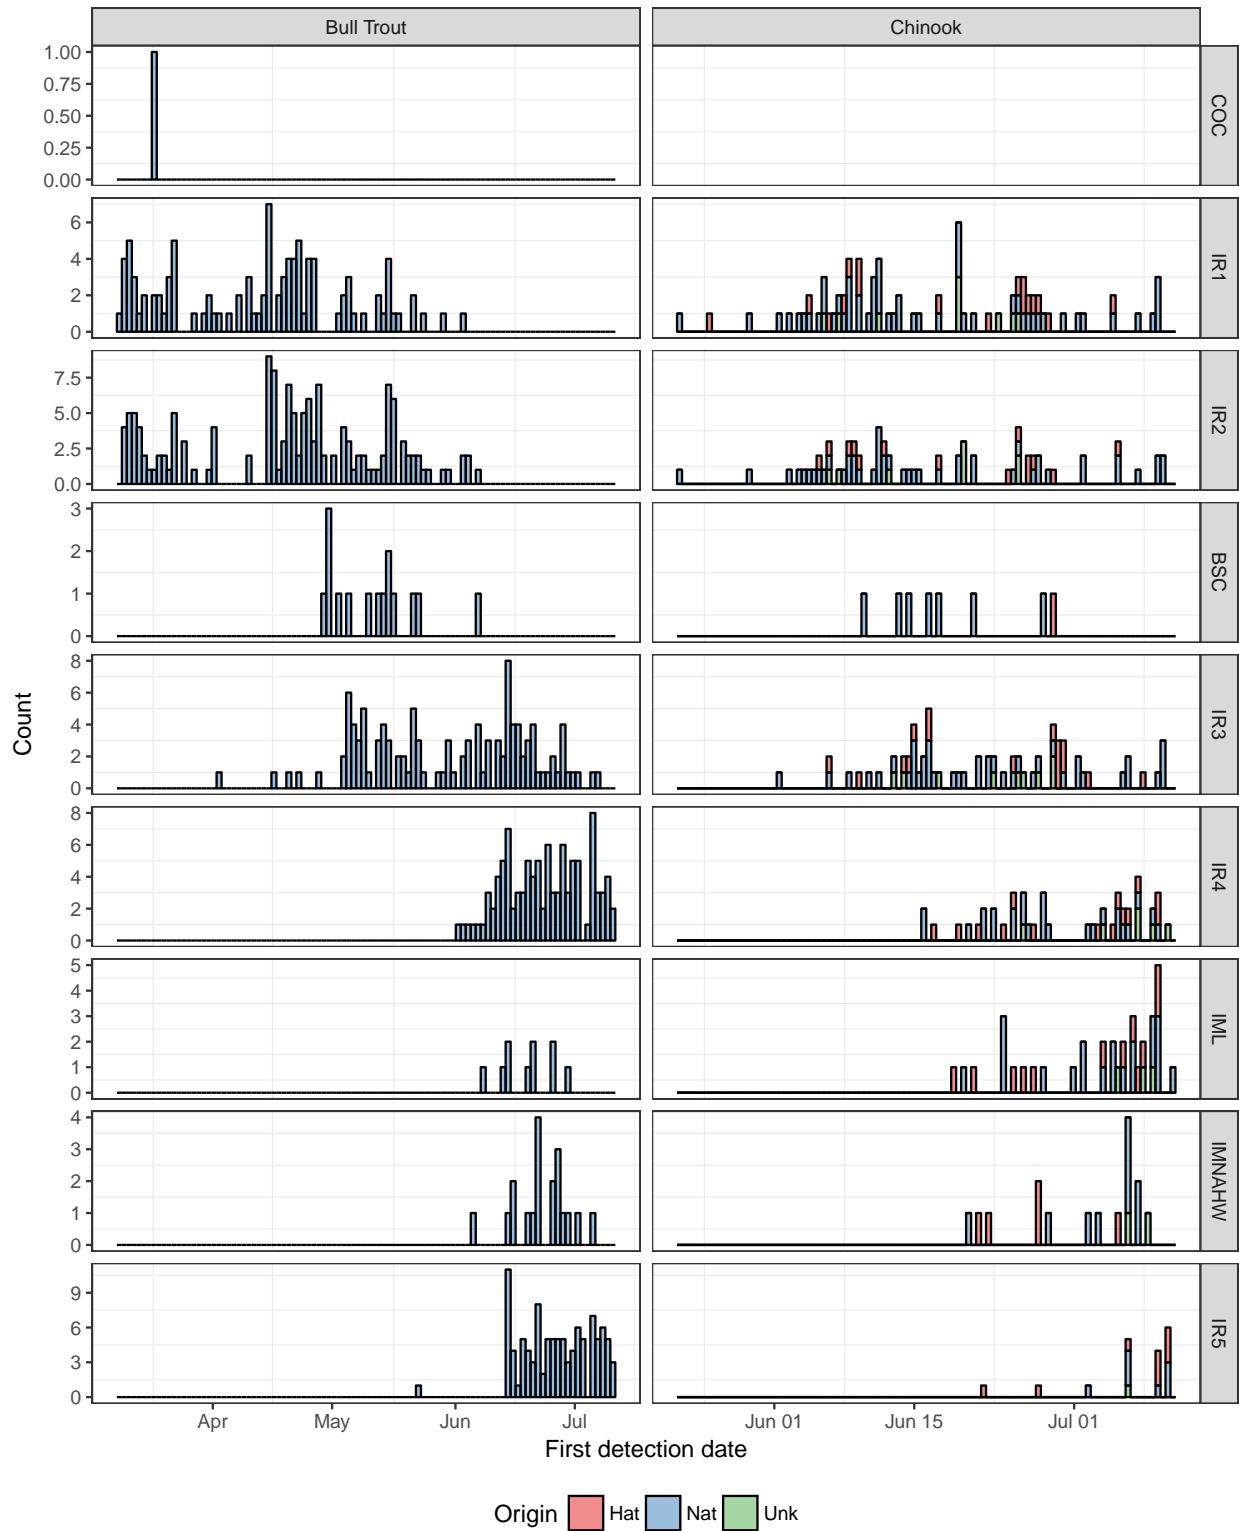 Bull Trout
Chinook
1.00
0.75
0.50
0.25
0.00
COC
6
4
2
0
IR1
7.5
5.0
2.5
0.0
IR2
3
2
1
0
BSC
8
6
4
2
0
IR3
Count
8
6
4
2
0
IR4
5
4
3
2
1
0
IML
4
3
2
1
0
IMNAHW
9
6
3
0
IR5
Apr May Jun Jul
Jun 01 Jun 15 Jul 01
First detection date
Origin Hat Nat Unk